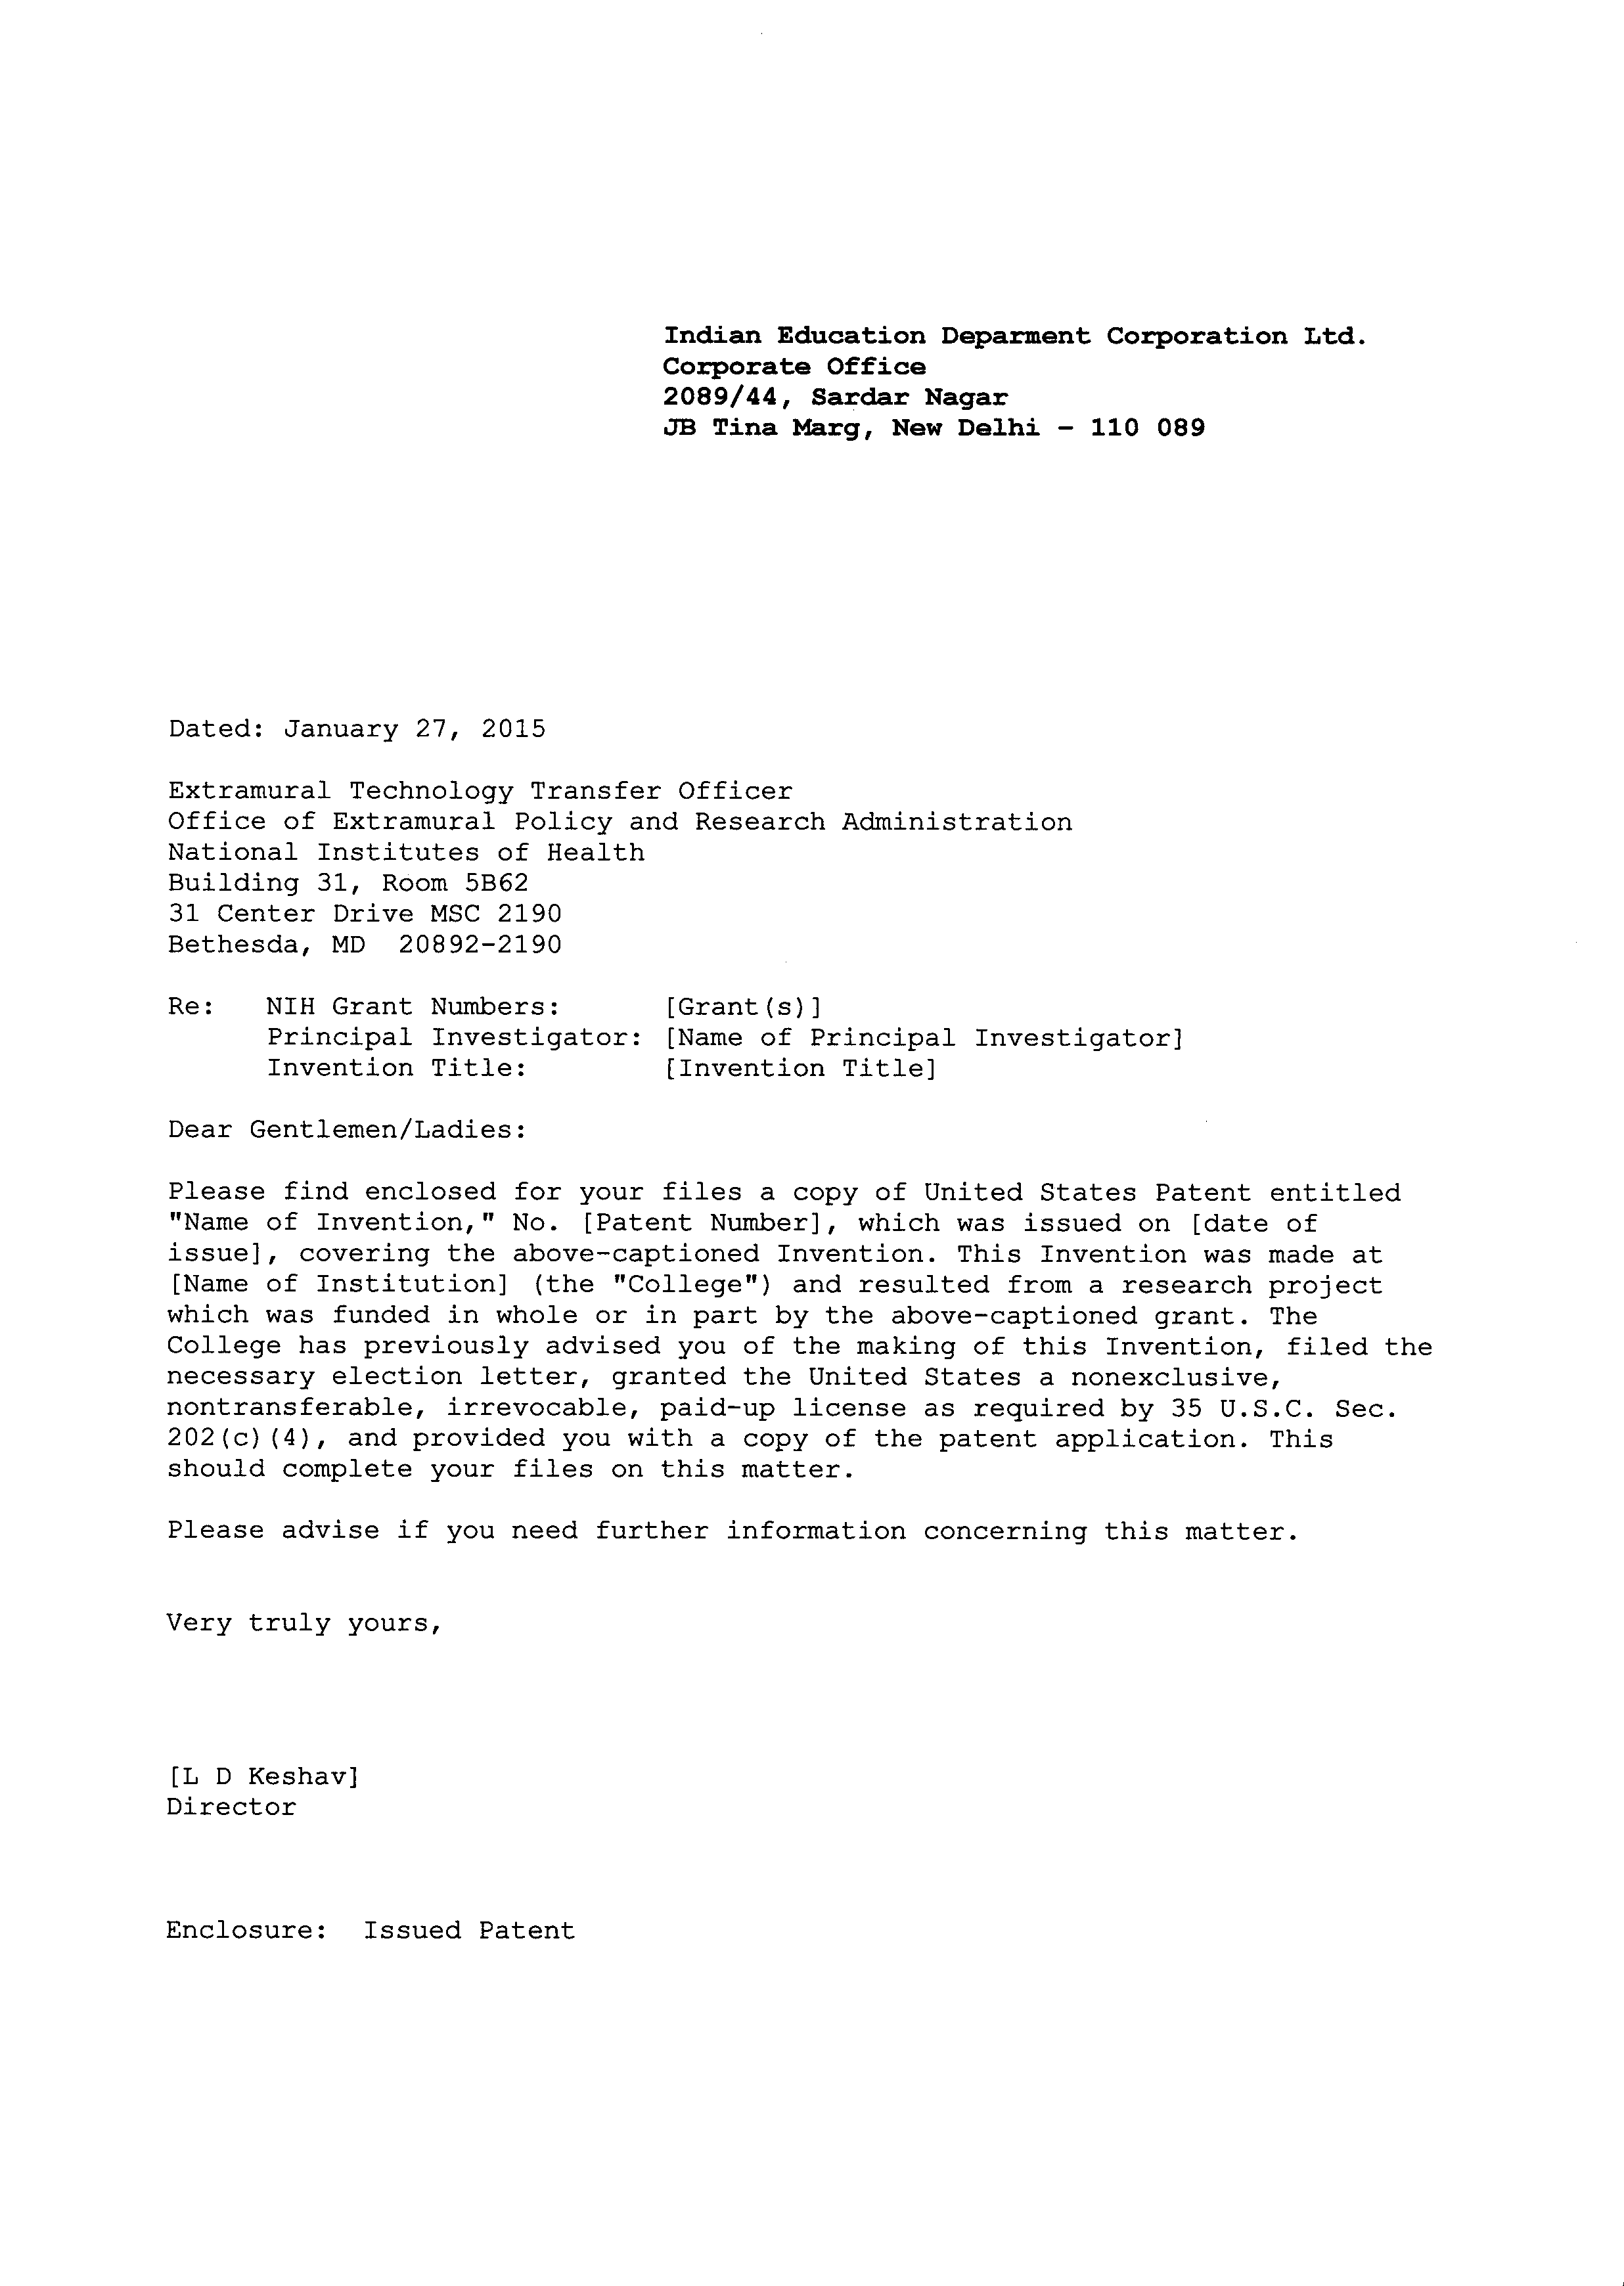 Indian Education Deparment Corporation Ltd.
Corporate Office
2089/44, Sardar Nagar
JB Tina Marg, New Delhi - 110 089
Dated: January 27, 2015
Extramural Technology Transfer Officer
Office of Extramural Policy and Research Administration
National Institutes of Health
Building 31, Room 5B62
31 Center Drive MSC 2190
Bethesda, MD  20892-2190
Re: NIH Grant Numbers: [Grant(s)]
Principal Investigator: [Name of Principal Investigator]
Invention Title: [Invention Title]
Dear Gentlemen/Ladies:
Please find enclosed for your files a copy of United States Patent entitled
"Name of Invention," No. [Patent Number], which was issued on [date of
issue], covering the above-captioned Invention. This Invention was made at
[Name of Institution] (the "College") and resulted from a research project
which was funded in whole or in part by the above-captioned grant. The
College has previously advised you of the making of this Invention, filed the
necessary election letter, granted the United States a nonexclusive,
nontransferable, irrevocable, paid-up license as required by 35 U.S.C. Sec.
202(c)(4), and provided you with a copy of the patent application. This
should complete your files on this matter.
Please advise if you need further information concerning this matter.
Very truly yours,
[L D Keshav]
Director
Enclosure:  Issued Patent